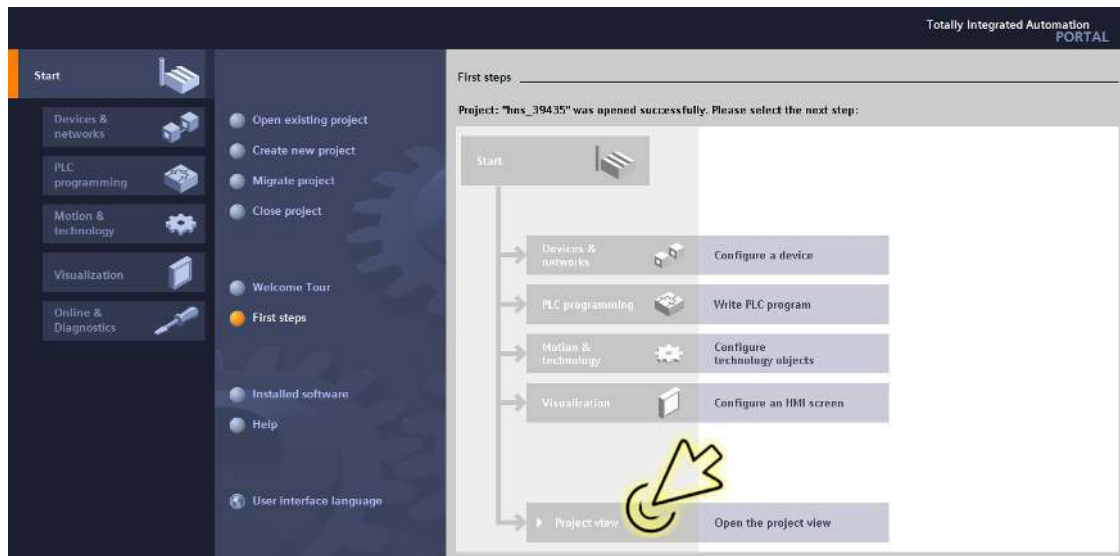 Totally Integrated Automation
PORTAL
Start
Devices &
networks
PLC
programming
Motion &
technology
Visualization
Online &
Diagnostics
Open existing project
Create new project
Migrate project
Close project
Welcome Tour
First steps
Installed software
Help
User interface language
First steps
Project: "hns_39435" was opened successfully. Please select the next step:
Start
Devices &
networks
Configure a device
PLC programming
Write PLC program
Motion &
technology
Configure
technology objects
Visualization
Configure an HMI screen
Project view
Open the project view